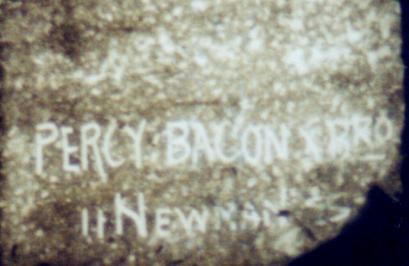 PERCY BACON & BRO
11 NEWMAN S